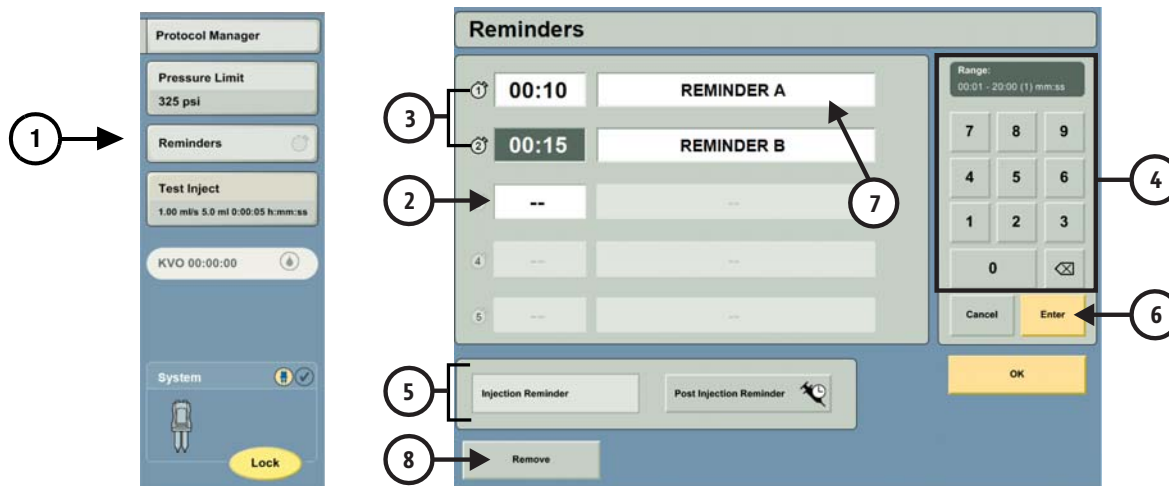 Protocol Manager
Pressure Limit
325 psi
Reminders
Test Inject
1.00 ml/s 5.0 ml 0:00:05 h:mm:ss
KVO 00:00:00
System
Lock
1
Reminders
1 00:10 REMINDER A
2 00:15 REMINDER B
-- --
4 -- --
5 -- --
3
2
7
Range:
00:01 - 20:00 (1) mm:ss
7 8 9
4 5 6
1 2 3
0
4
Cancel Enter
6
OK
5
Injection Reminder Post Injection Reminder
8
Remove